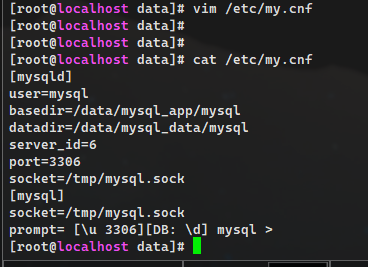 [root@localhost data]# vim /etc/my.cnf
[root@localhost data]#
[root@localhost data]#
[root@localhost data]# cat /etc/my.cnf
[mysqld]
user=mysql
basedir=/data/mysql_app/mysql
datadir=/data/mysql_data/mysql
server_id=6
port=3306
socket=/tmp/mysql.sock
[mysql]
socket=/tmp/mysql.sock
prompt= [\u 3306][DB: \d] mysql >
[root@localhost data]#